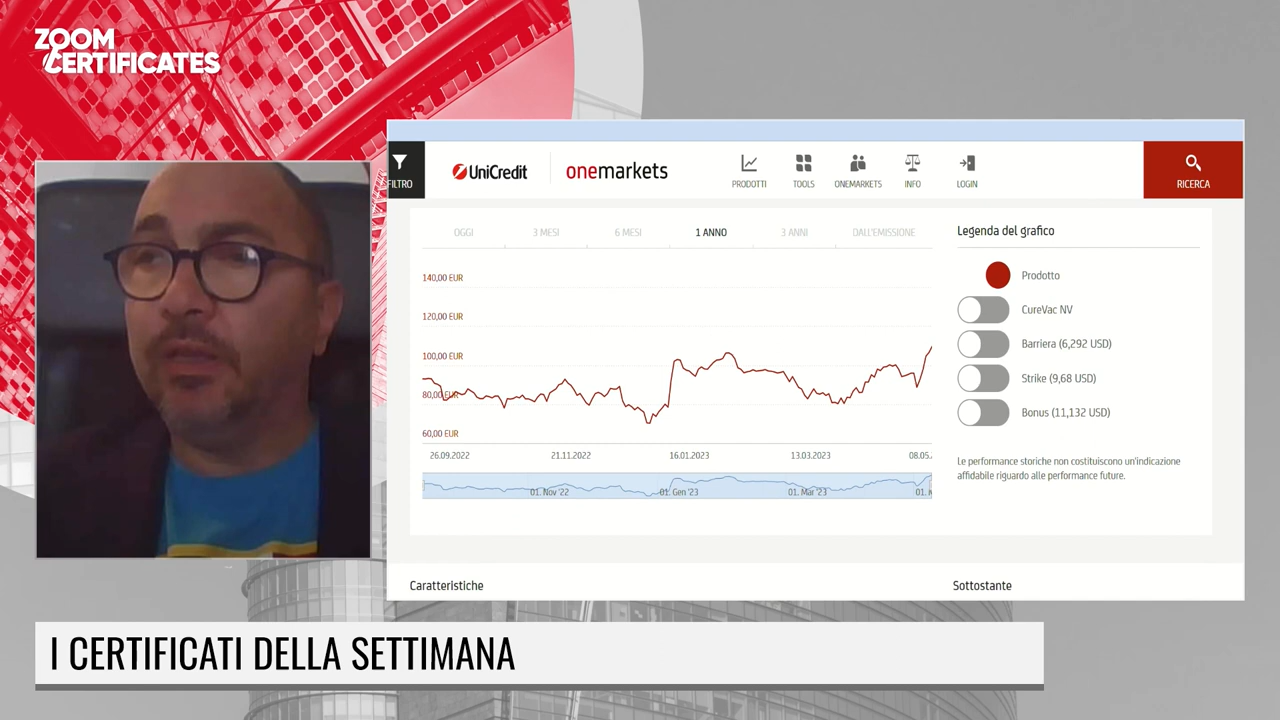 ZOOM
CERTIFICATES
FILTRO
UniCredit
onemarkets
PRODOTTI
TOOLS
ONEMARKETS
INFO
LOGIN
RICERCA
OGGI
3 MESI
6 MESI
1 ANNO
3 ANNI
DALL'EMISSIONE
140,00 EUR
120,00 EUR
100,00 EUR
80,00 EUR
60,00 EUR
26.09.2022
21.11.2022
16.01.2023
13.03.2023
08.05.
01. Nov '22
01. Gen '23
01. Mar '23
Legenda del grafico
Prodotto
CureVac NV
Barriera (6,292 USD)
Strike (9,68 USD)
Bonus (11,132 USD)
Le performance storiche non costituiscono un'indicazione
affidabile riguardo alle performance future.
Caratteristiche
Sottostante
I CERTIFICATI DELLA SETTIMANA